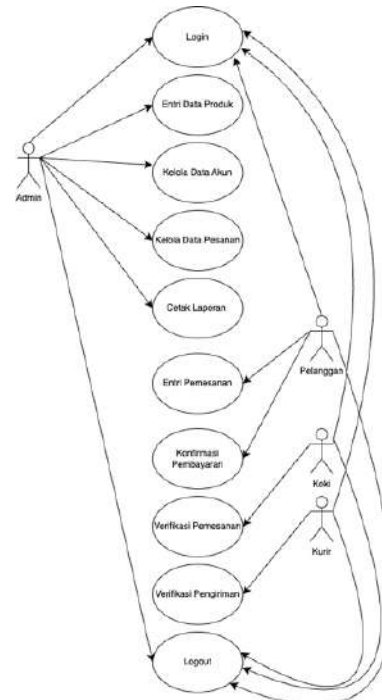 Login
Entri Data Produk
Kelola Data Akun
Admin
Kelola Data Pesanan
Cetak Laporan
Pelanggan
Entri Pemesanan
Konfirmasi
Pembayaran
Koki
Verifikasi Pemesanan
Kurir
Verifikasi Pengiriman
Logout